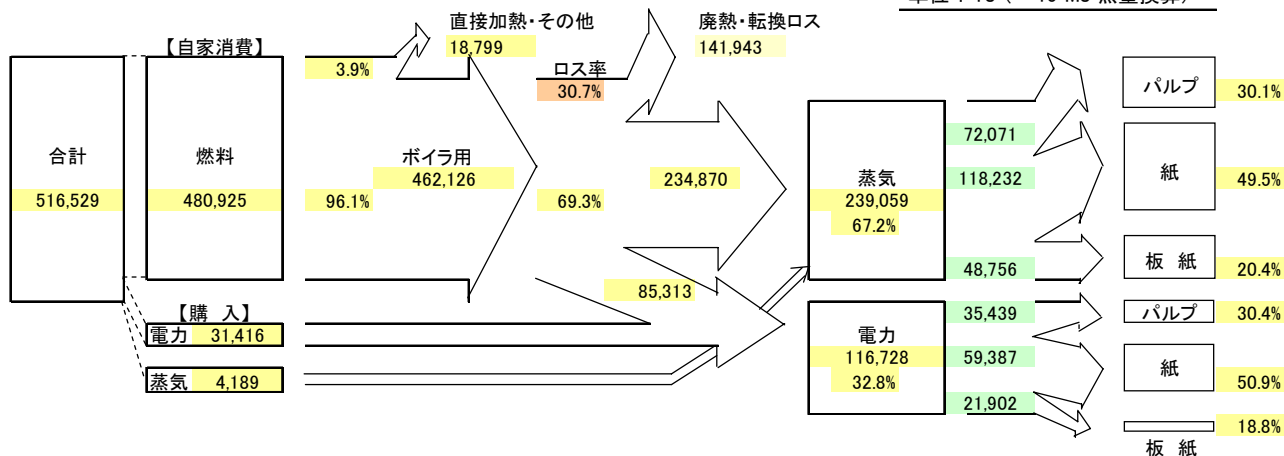 直接加熱・その他
18,799
廃熱・転換ロス
141,943
【自家消費】
3.9%
ロス率
30.7%
合計
516,529
燃料
480,925
96.1%
ボイラ用
462,126
69.3%
234,870
85,313
蒸気
239,059
67.2%
72,071
118,232
48,756
パルプ
30.1%
紙
49.5%
板 紙
20.4%
【購 入】
電力 31,416
蒸気 4,189
電力
116,728
32.8%
35,439
59,387
21,902
パルプ
30.4%
紙
50.9%
18.8%
板 紙